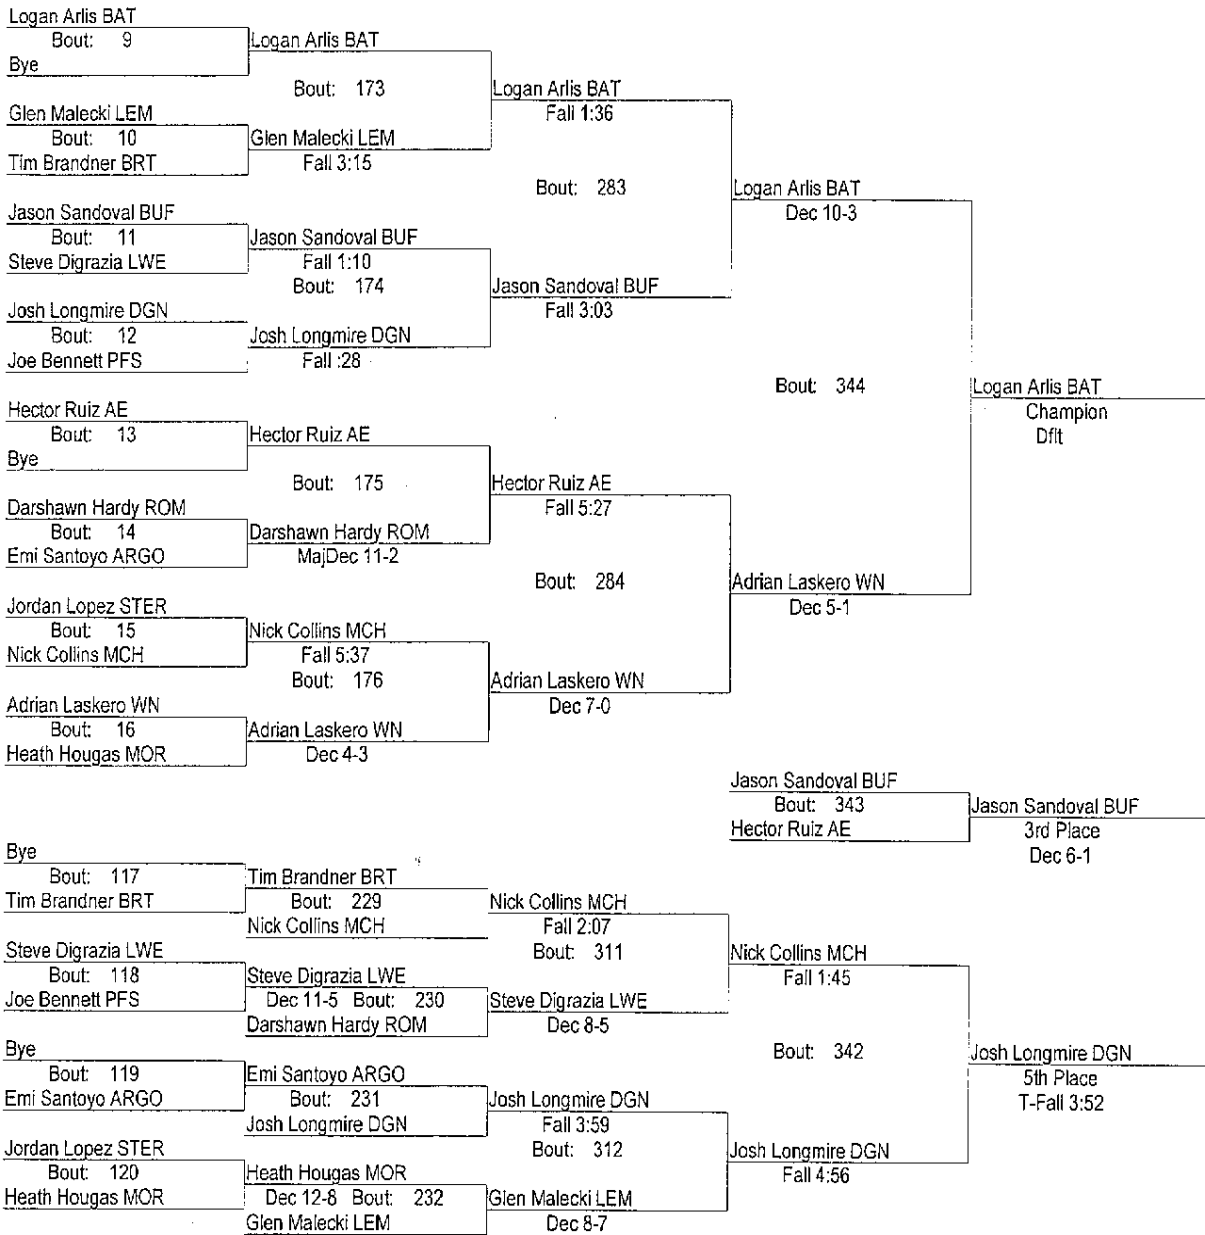 Logan Arlis BAT
Bout: 9
Bye
Logan Arlis BAT
Bout: 173
Glen Malecki LEM
Bout: 10
Tim Brandner BRT
Glen Malecki LEM
Fall 3:15
Logan Arlis BAT
Fall 1:36
Bout: 283
Jason Sandoval BUF
Bout: 11
Steve Digrazia LWE
Jason Sandoval BUF
Fall 1:10
Bout: 174
Josh Longmire DGN
Bout: 12
Joe Bennett PFS
Josh Longmire DGN
Fall :28
Jason Sandoval BUF
Fall 3:03
Logan Arlis BAT
Dec 10-3
Bout: 344
Logan Arlis BAT
Champion
Dflt
Hector Ruiz AE
Bout: 13
Bye
Hector Ruiz AE
Bout: 175
Darshawn Hardy ROM
Bout: 14
Emi Santoyo ARGO
Darshawn Hardy ROM
MajDec 11-2
Hector Ruiz AE
Fall 5:27
Bout: 284
Jordan Lopez STER
Bout: 15
Nick Collins MCH
Nick Collins MCH
Fall 5:37
Bout: 176
Adrian Laskero WN
Bout: 16
Heath Hougas MOR
Adrian Laskero WN
Dec 4-3
Adrian Laskero WN
Dec 7-0
Adrian Laskero WN
Dec 5-1
Jason Sandoval BUF
Bout: 343
Hector Ruiz AE
Jason Sandoval BUF
3rd Place
Dec 6-1
Bye
Bout: 117
Tim Brandner BRT
Tim Brandner BRT
Bout: 229
Nick Collins MCH
Nick Collins MCH
Fall 2:07
Bout: 311
Steve Digrazia LWE
Bout: 118
Joe Bennett PFS
Steve Digrazia LWE
Dec 11-5 Bout: 230
Darshawn Hardy ROM
Steve Digrazia LWE
Dec 8-5
Nick Collins MCH
Fall 1:45
Bout: 342
Josh Longmire DGN
5th Place
T-Fall 3:52
Bye
Bout: 119
Emi Santoyo ARGO
Emi Santoyo ARGO
Bout: 231
Josh Longmire DGN
Josh Longmire DGN
Fall 3:59
Bout: 312
Jordan Lopez STER
Bout: 120
Heath Hougas MOR
Heath Hougas MOR
Dec 12-8 Bout: 232
Glen Malecki LEM
Glen Malecki LEM
Dec 8-7
Josh Longmire DGN
Fall 4:56